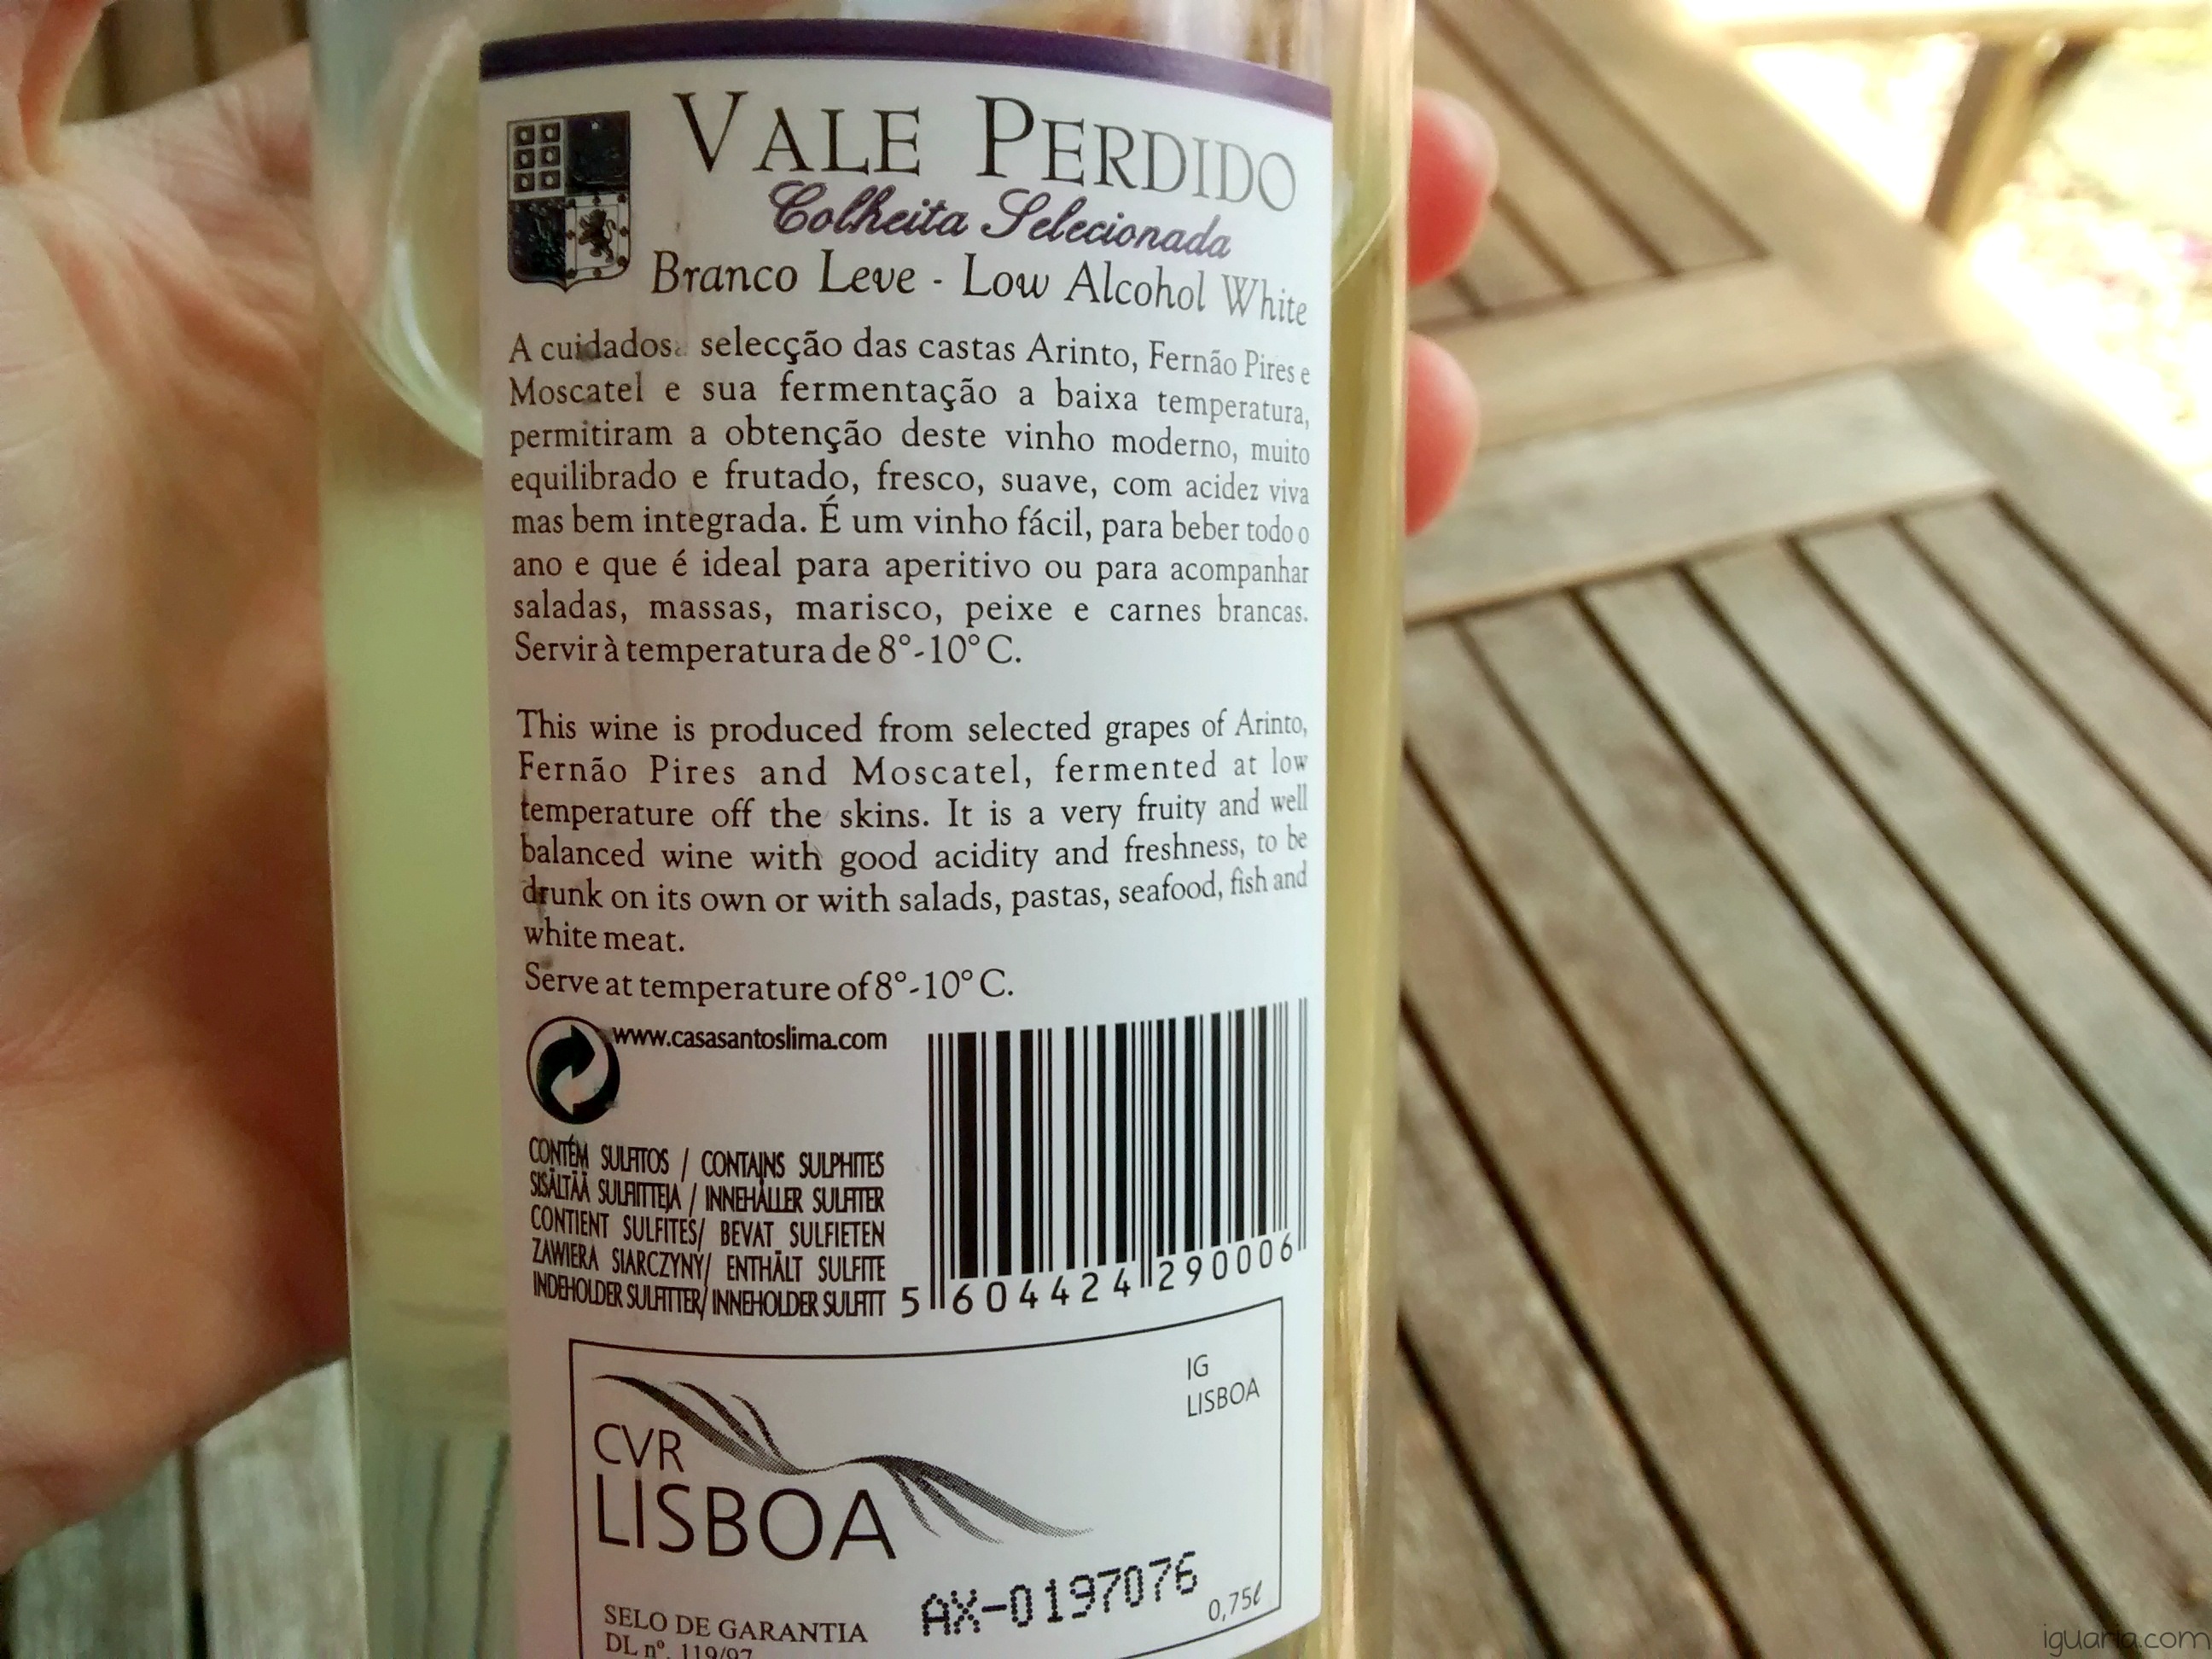 VALE PERDIDO
Colheita Selecionada
Branco Leve - Low Alcohol White
A cuidados selecção das castas Arinto, Fernão Pires e
Moscatel e sua fermentação a baixa temperatura,
permitiram a obtenção deste vinho moderno, muito
equilibrado e frutado, fresco, suave, com acidez viva
mas bem integrada. É um vinho fácil, para beber todo o
ano e que é ideal para aperitivo ou para acompanhar
saladas, massas, marisco, peixe e carnes brancas.
Servir à temperatura de 8°-10° C.
This wine is produced from selected grapes of Arinto,
Fernão Pires and Moscatel, fermented at low
temperature off the skins. It is a very fruity and well
balanced wine with good acidity and freshness, to be
drunk on its own or with salads, pastas, seafood, fish and
white meat.
Serve at temperature of 8°-10° C.
www.casasantoslima.com
CONTÉM SULFITOS / CONTAINS SULPHITES
SISÄLTÄÄ SULFIITTEJA / INNEHÅLLER SULFITER
CONTIENT SULFITES/ BEVAT SULFIETEN
ZAWIERA SIARCZYNY/ ENTHÄLT SULFITE
INDEHOLDER SULFITTER/ INNEHOLDER SULFITT
5 604424 290006
IG
LISBOA
CVR
LISBOA
AX-0197076
0,75ℓ
SELO DE GARANTIA
DL nº. 119/97
iguaria.com